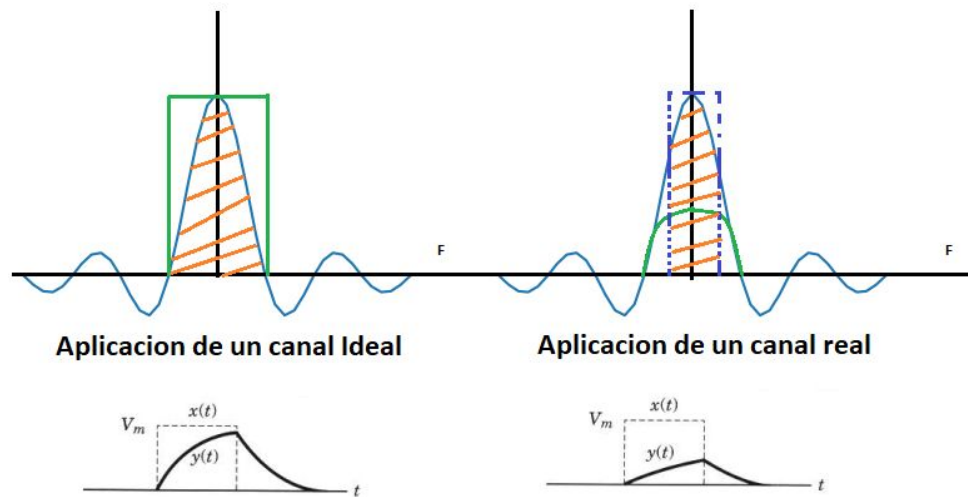 F
F
Aplicacion de un canal Ideal
Aplicacion de un canal real
x(t)
V_m
y(t)
t
x(t)
V_m
y(t)
t